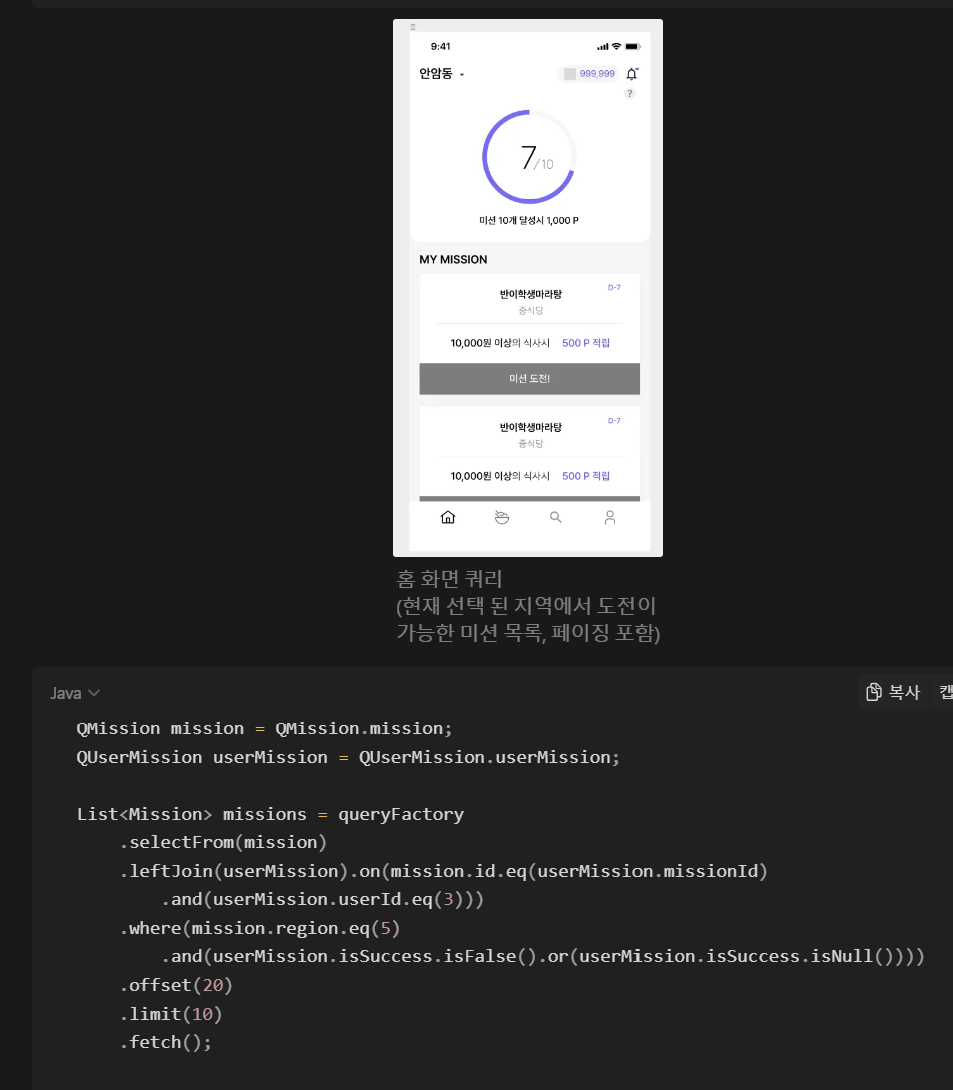 홈
9:41
안암동
999,999
?
7/10
미션 10개 달성시 1,000 P
MY MISSION
반이학생마라탕
D-7
중식당
10,000원 이상의 식사시 500 P 적립
미션 도전!
반이학생마라탕
D-7
중식당
10,000원 이상의 식사시 500 P 적립
홈 화면 쿼리
(현재 선택 된 지역에서 도전이
가능한 미션 목록, 페이징 포함)
Java
복사
캡
QMission mission = QMission.mission;
QUserMission userMission = QUserMission.userMission;
List<Mission> missions = queryFactory
.selectFrom(mission)
.leftJoin(userMission).on(mission.id.eq(userMission.missionId)
.and(userMission.userId.eq(3)))
.where(mission.region.eq(5)
.and(userMission.isSuccess.isFalse().or(userMission.isSuccess.isNull())))
.offset(20)
.limit(10)
.fetch();